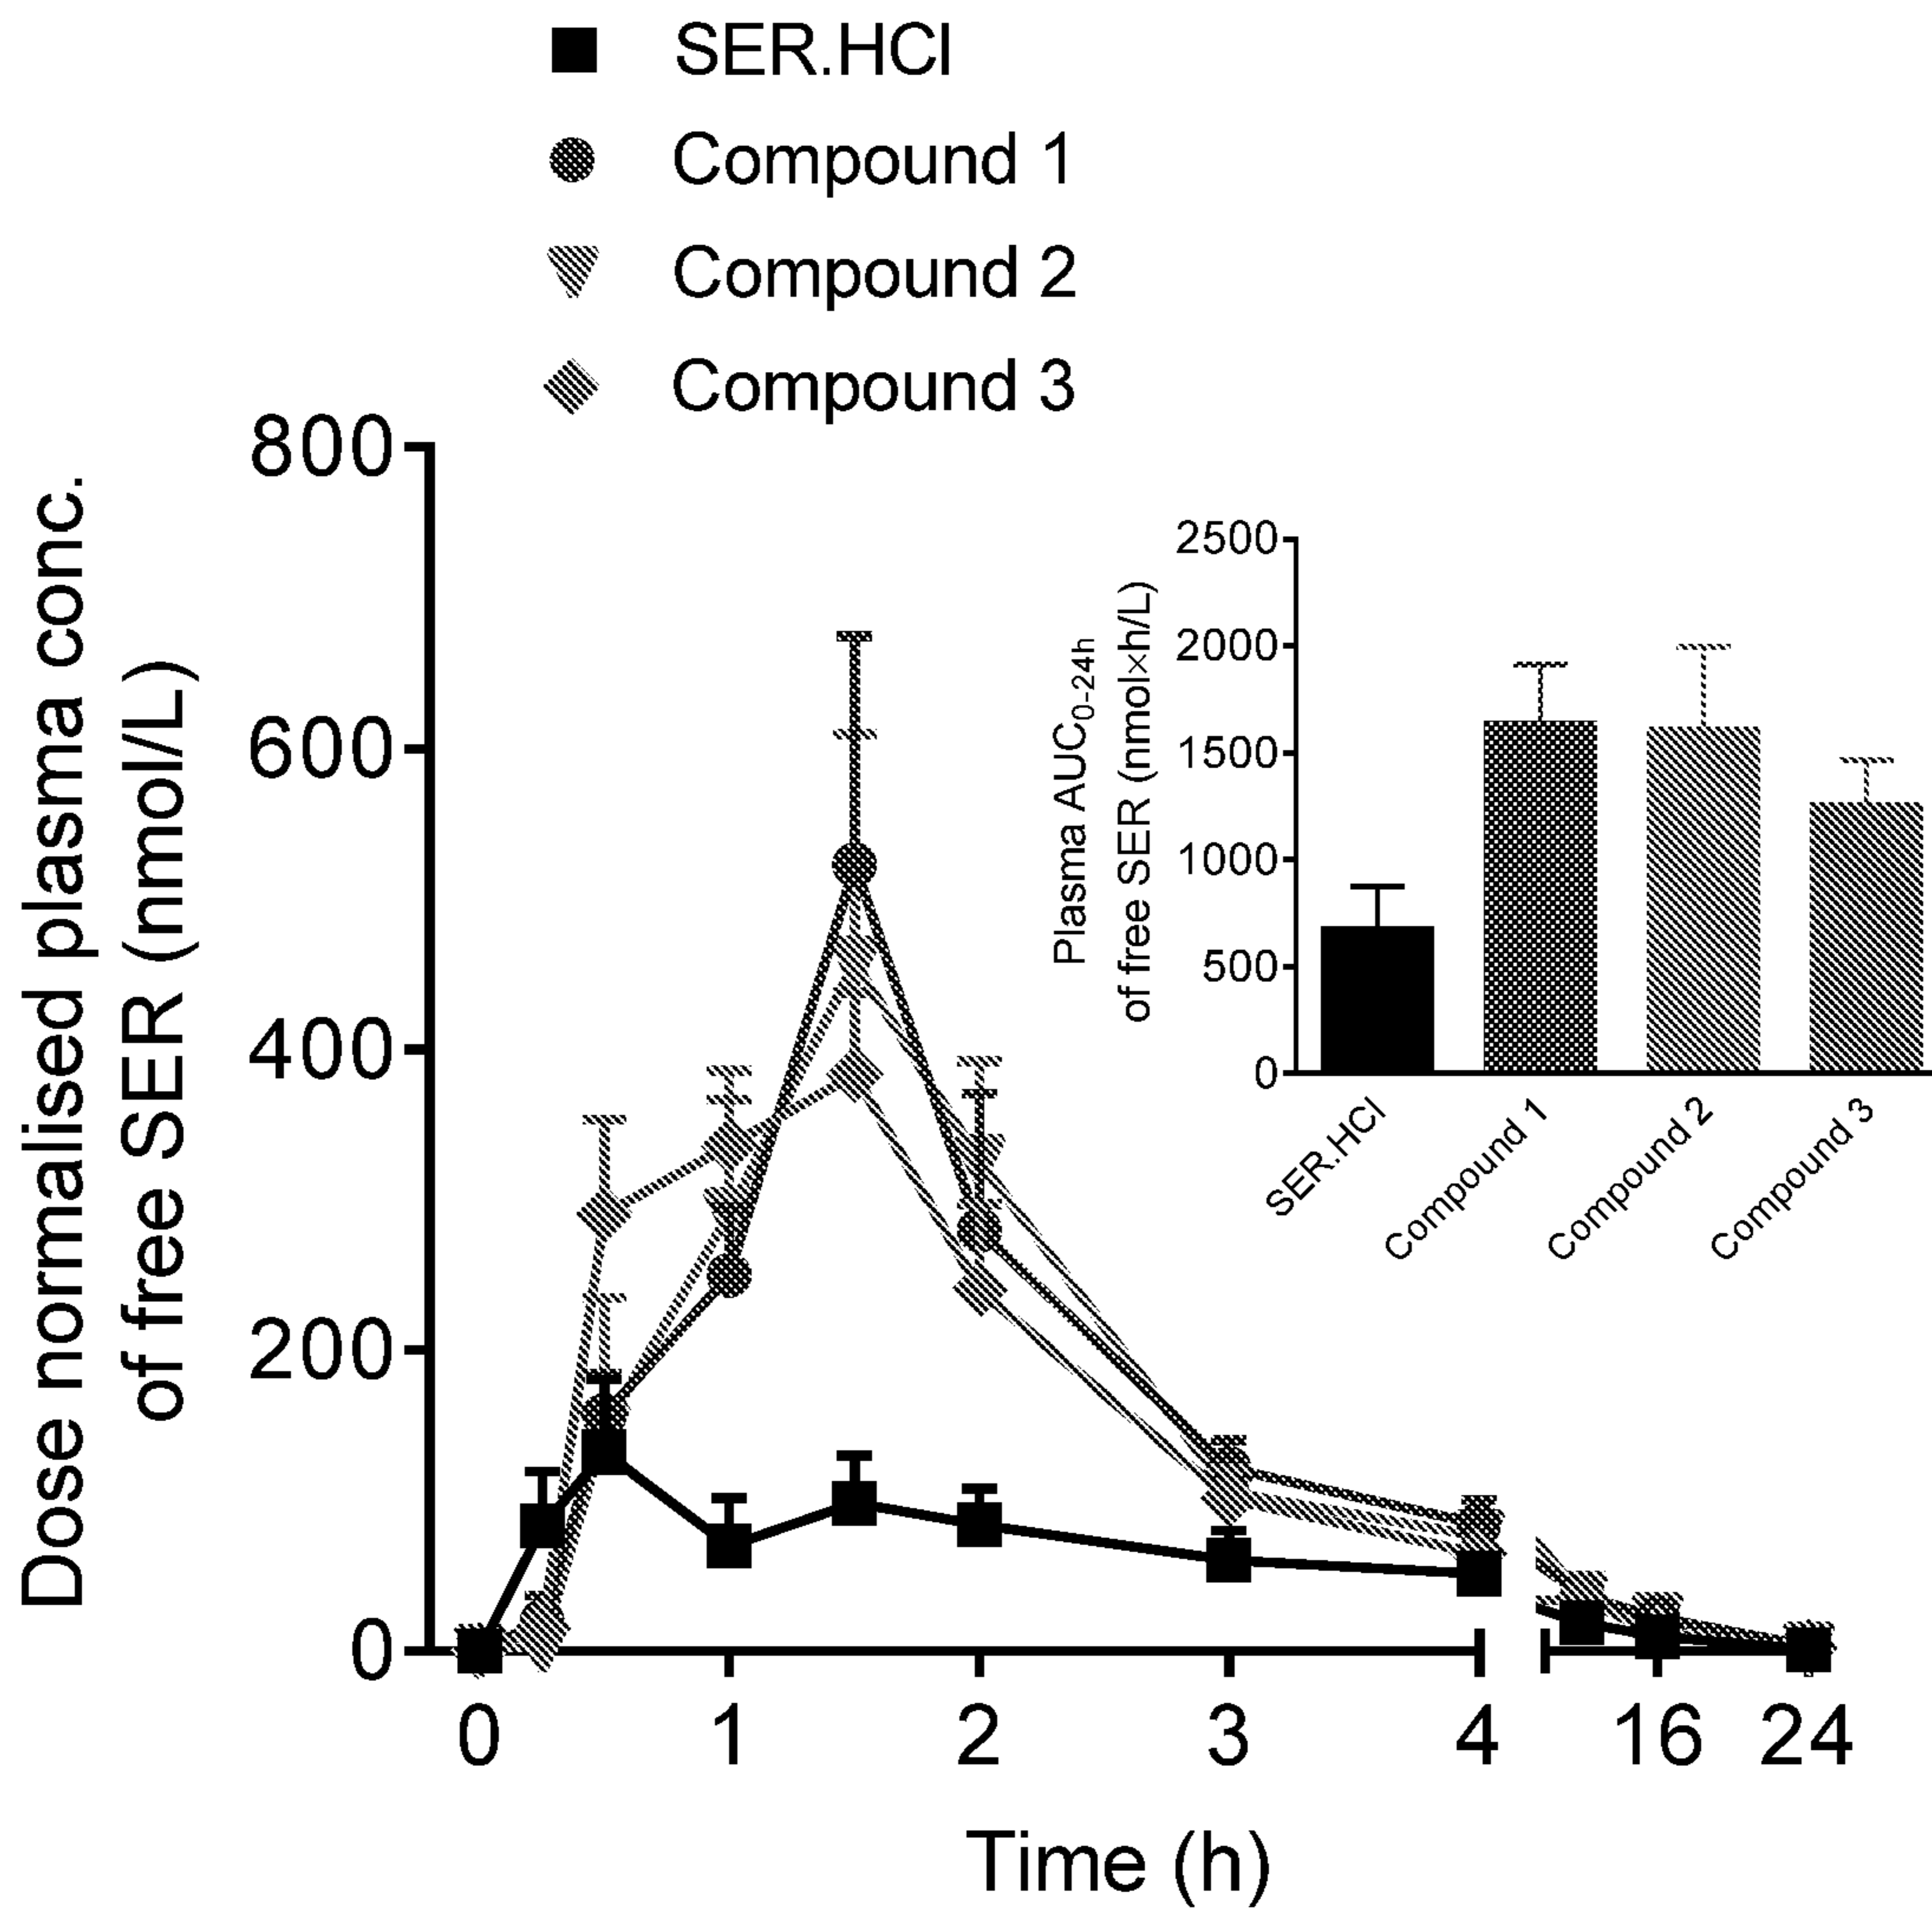 SER.HCl
Compound 1
Compound 2
Compound 3
Dose normalised plasma conc.
of free SER (nmol/L)
800
600
400
200
0
0 1 2 3 4 16 24
Time (h)
Plasma AUC0-24h
of free SER (nmol×h/L)
2500
2000
1500
1000
500
0
SER.HCl
Compound 1
Compound 2
Compound 3